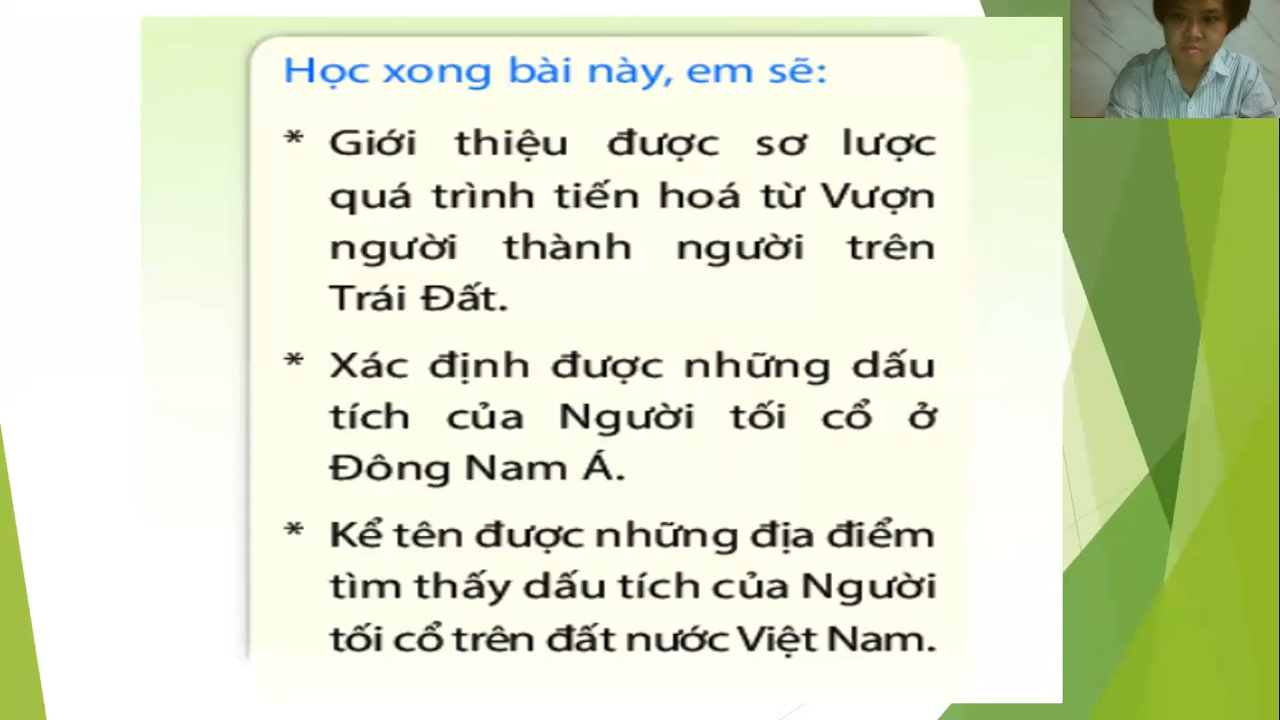 Học xong bài này, em sẽ:
* Giới thiệu được sơ lược
quá trình tiến hoá từ Vượn
người thành người trên
Trái Đất.
* Xác định được những dấu
tích của Người tối cổ ở
Đông Nam Á.
* Kể tên được những địa điểm
tìm thấy dấu tích của Người
tối cổ trên đất nước Việt Nam.